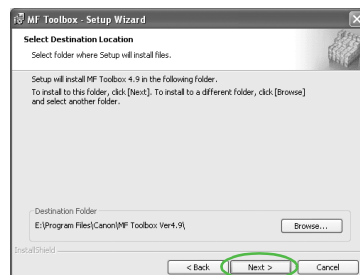 MF Toolbox - Setup Wizard
Select Destination Location
Select folder where Setup will install files.
Setup will install MF Toolbox 4.9 in the following folder.
To install to this folder, click [Next]. To install to a different folder, click [Browse]
and select another folder.
Destination Folder
E:\Program Files\Canon\MF Toolbox Ver4.9\
Browse...
InstallShield
< Back
Next >
Cancel